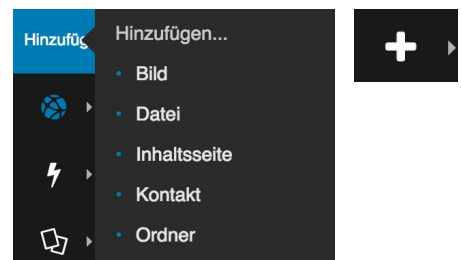 Hinzufüg
Hinzufügen...
Bild
Datei
Inhaltsseite
Kontakt
Ordner